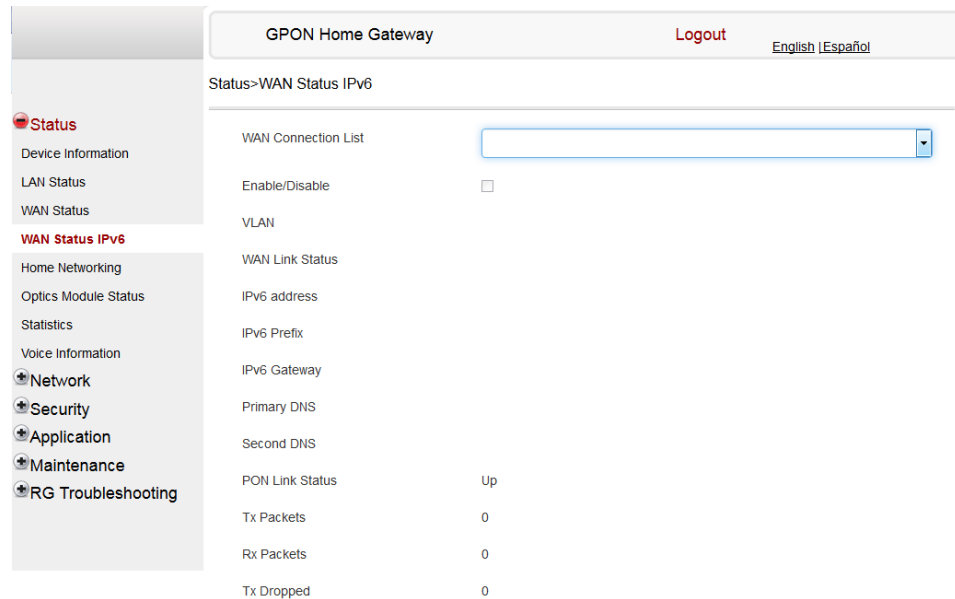 GPON Home Gateway
Logout
English |Español
Status>WAN Status IPv6
Status
Device Information
LAN Status
WAN Status
WAN Status IPv6
Home Networking
Optics Module Status
Statistics
Voice Information
Network
Security
Application
Maintenance
RG Troubleshooting
WAN Connection List
Enable/Disable
VLAN
WAN Link Status
IPv6 address
IPv6 Prefix
IPv6 Gateway
Primary DNS
Second DNS
PON Link Status Up
Tx Packets 0
Rx Packets 0
Tx Dropped 0